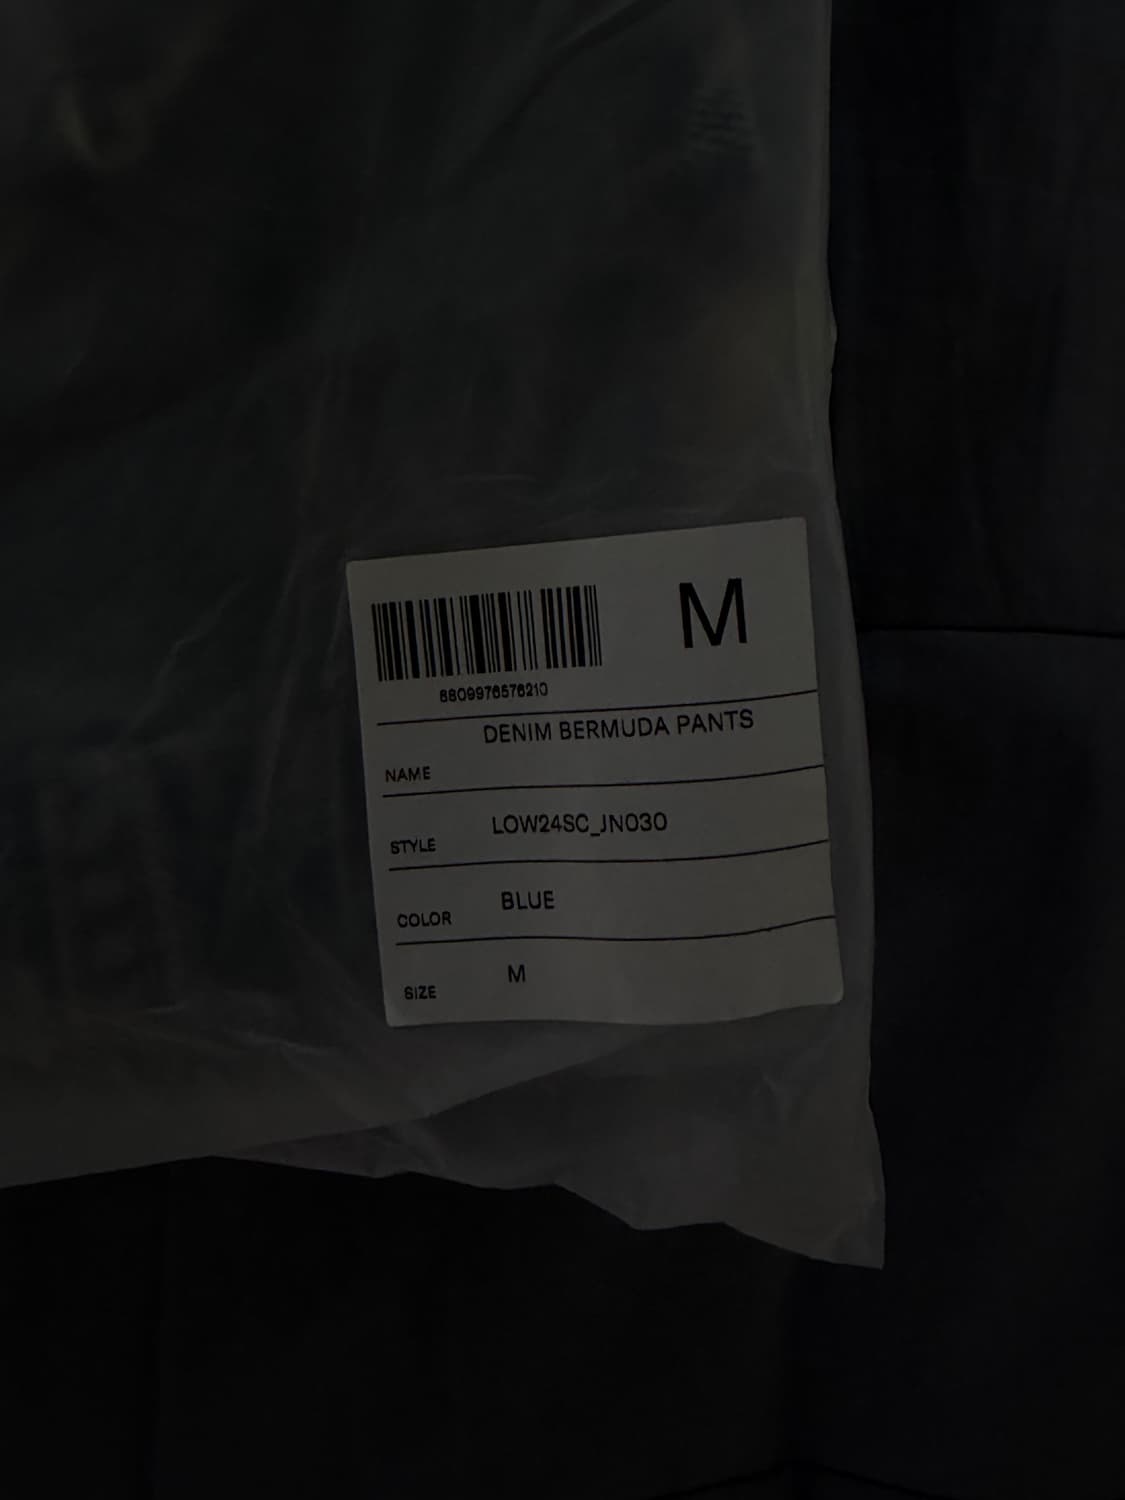 M
8809976576210
DENIM BERMUDA PANTS
NAME
LOW24SC_JN030
STYLE
BLUE
COLOR
M
SIZE